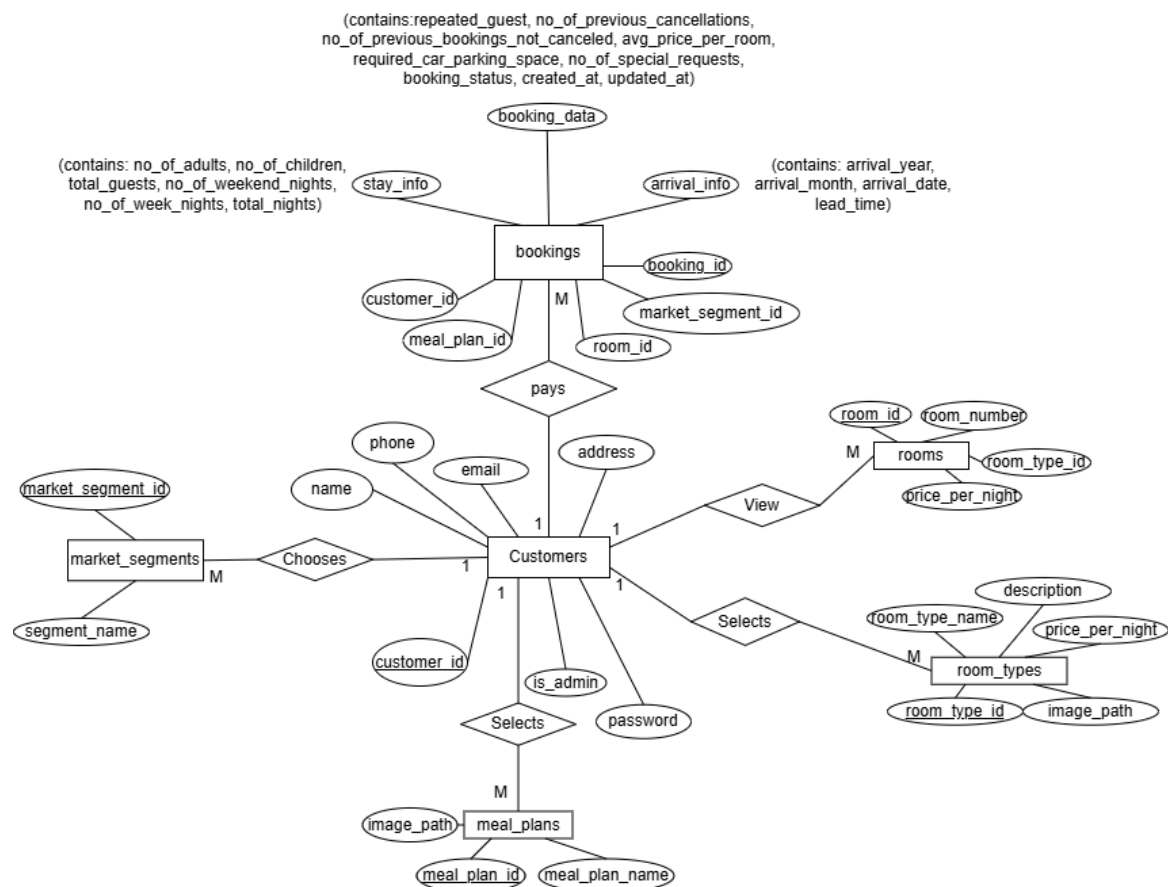 (contains:repeated_guest, no_of_previous_cancellations,
no_of_previous_bookings_not_canceled, avg_price_per_room,
required_car_parking_space, no_of_special_requests,
booking_status, created_at, updated_at)
booking_data
(contains: no_of_adults, no_of_children,
total_guests, no_of_weekend_nights,
no_of_week_nights, total_nights)
stay_info
arrival_info
(contains: arrival_year,
arrival_month, arrival_date,
lead_time)
bookings
booking_id
customer_id
M
market_segment_id
meal_plan_id
room_id
pays
room_id
room_number
phone
address
M
rooms
email
room_type_id
name
market_segment_id
View
price_per_night
1
1
market_segments
Chooses
Customers
M
1
1
1
description
segment_name
Selects
room_type_name
price_per_night
M
customer_id
is_admin
room_types
Selects
password
room_type_id
image_path
M
image_path
meal_plans
meal_plan_id
meal_plan_name